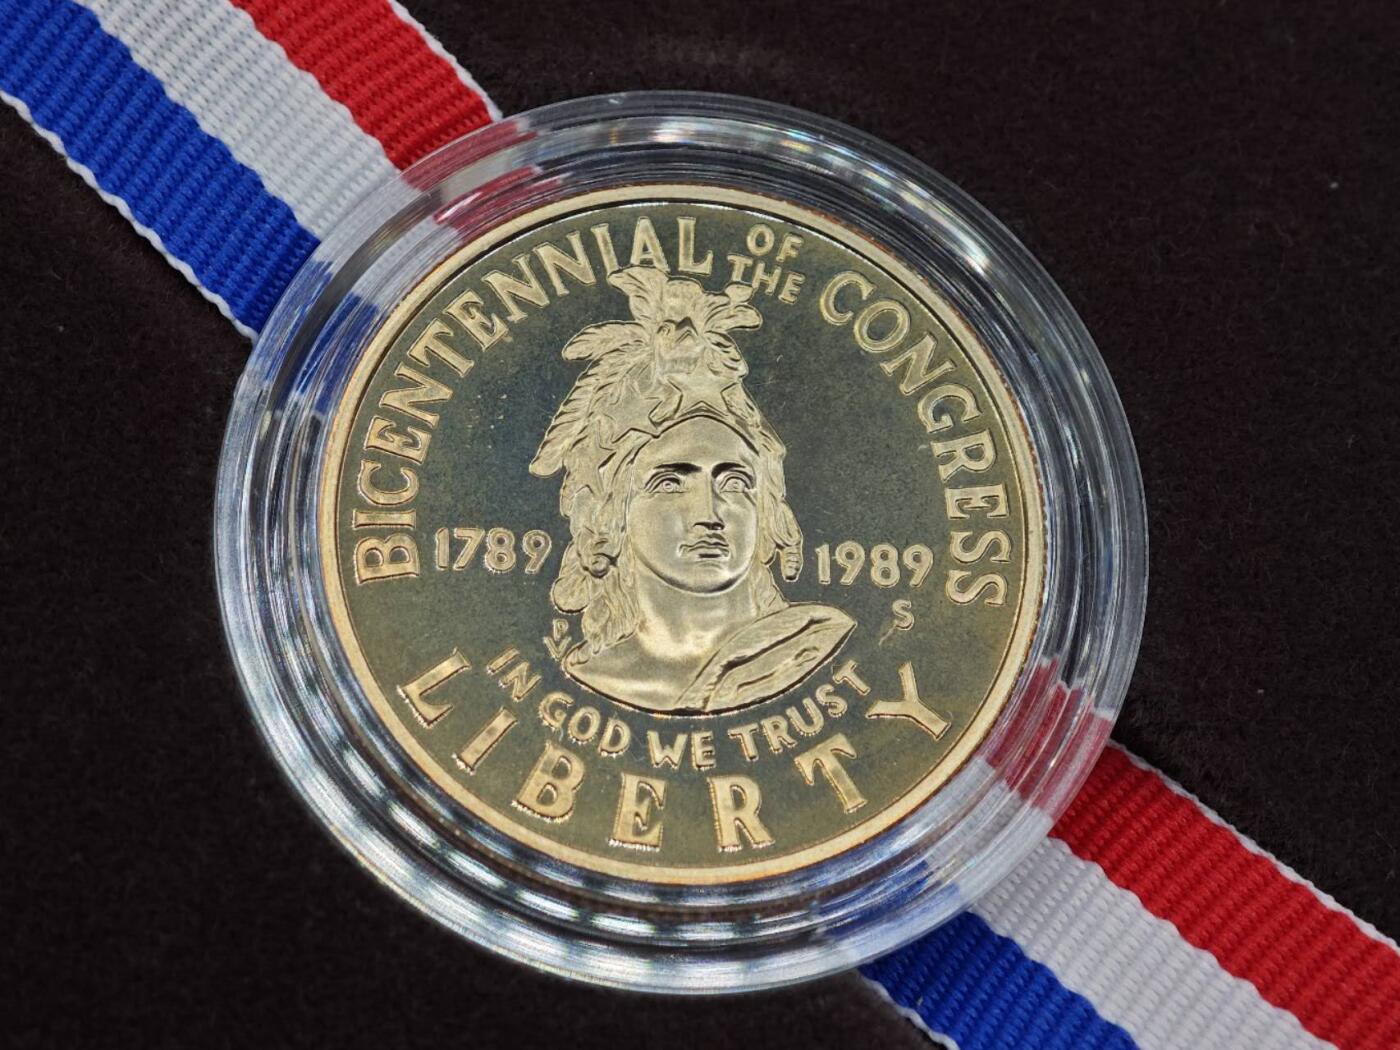 BICENTENNIAL OF THE CONGRESS
1789 1989
S
IN GOD WE TRUST
LIBERTY